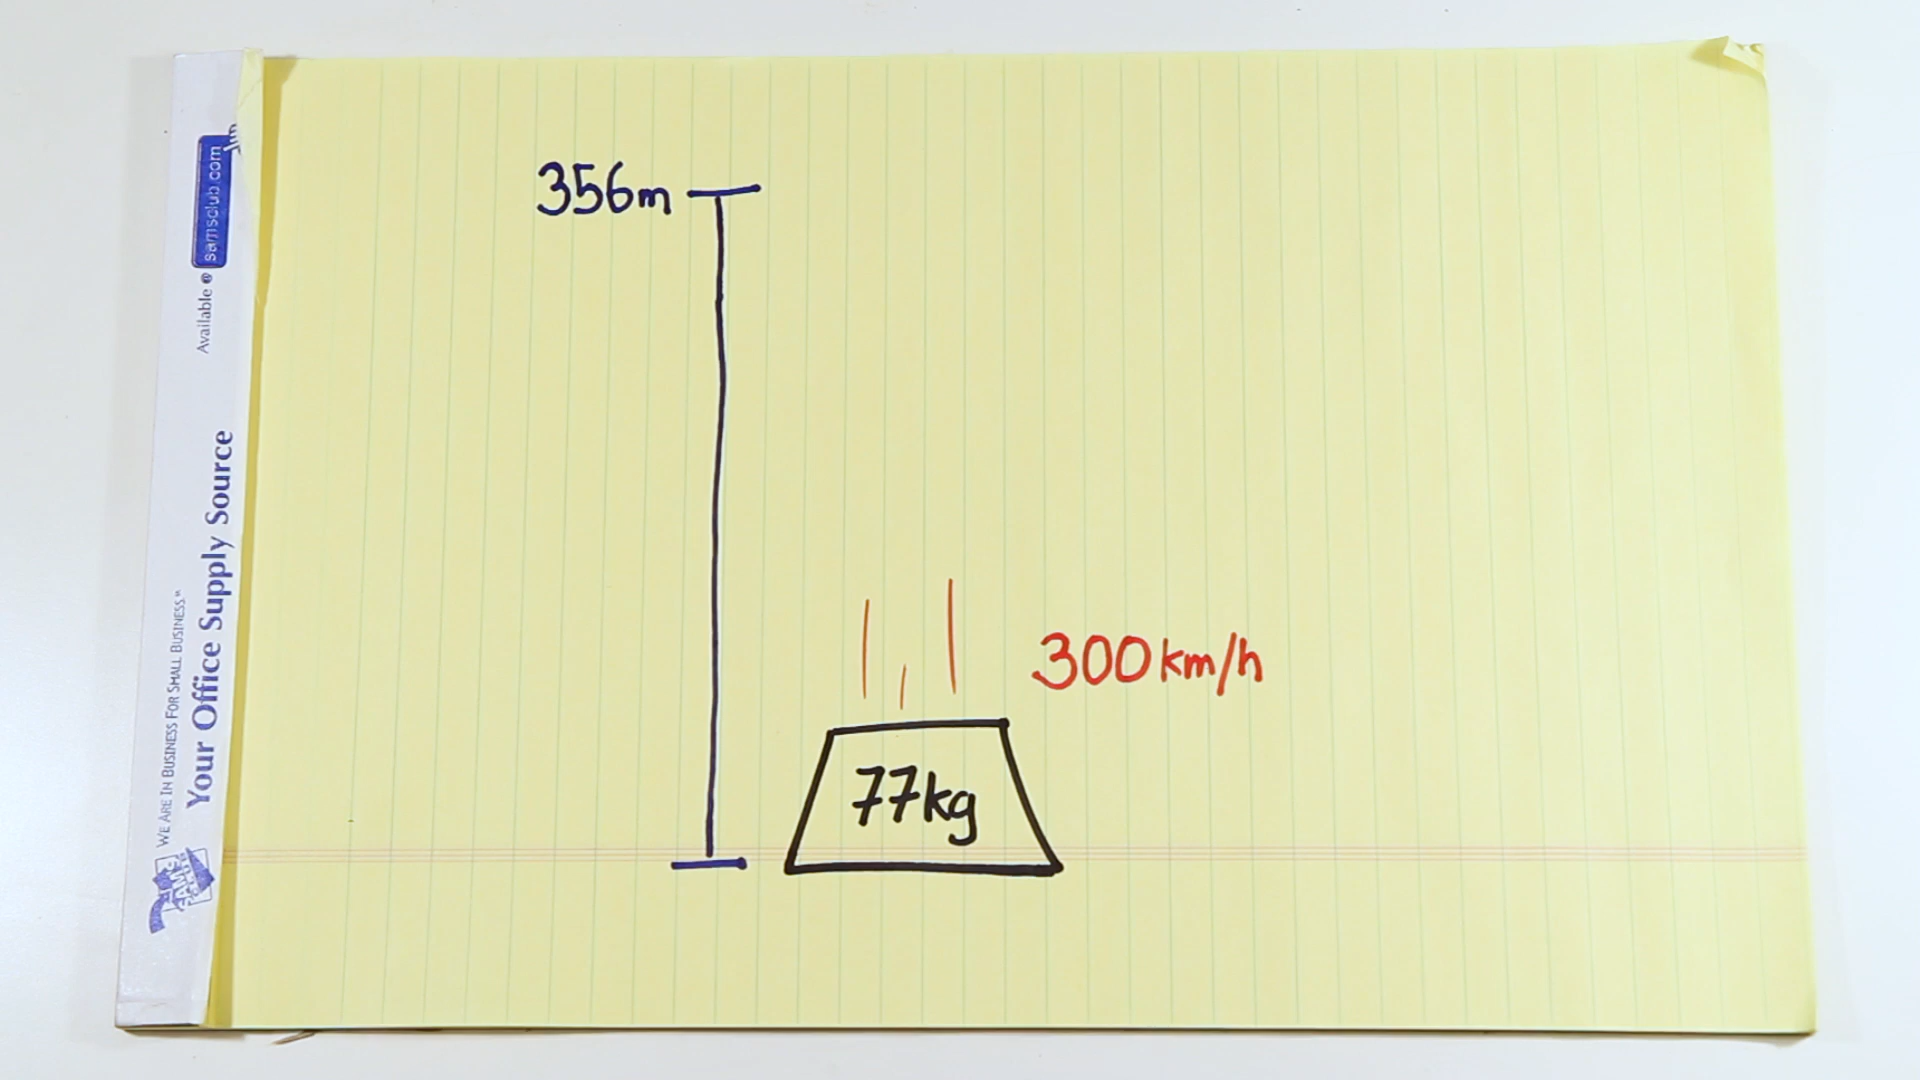 356m
300km/h
77kg
Available @ samsclub.com
Your Office Supply Source
WE ARE IN BUSINESS FOR SMALL BUSINESS